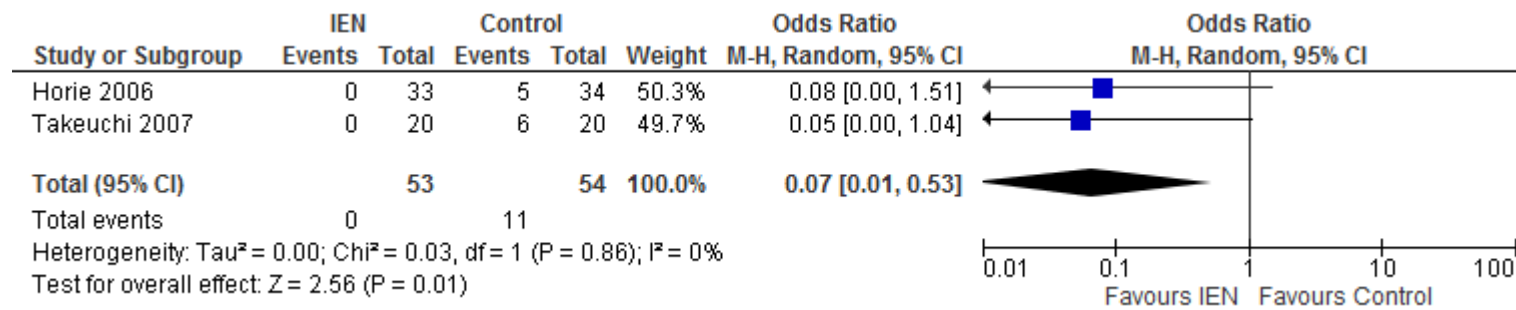 IEN Control Odds Ratio Odds Ratio
Study or Subgroup Events Total Events Total Weight M-H, Random, 95% CI M-H, Random, 95% CI
Horie 2006 0 33 5 34 50.3% 0.08 [0.00, 1.51]
Takeuchi 2007 0 20 6 20 49.7% 0.05 [0.00, 1.04]
Total (95% CI) 53 54 100.0% 0.07 [0.01, 0.53]
Total events 0 11
Heterogeneity: Tau² = 0.00; Chi² = 0.03, df = 1 (P = 0.86); I² = 0%
Test for overall effect: Z = 2.56 (P = 0.01)
0.01 0.1 1 10 100
Favours IEN Favours Control